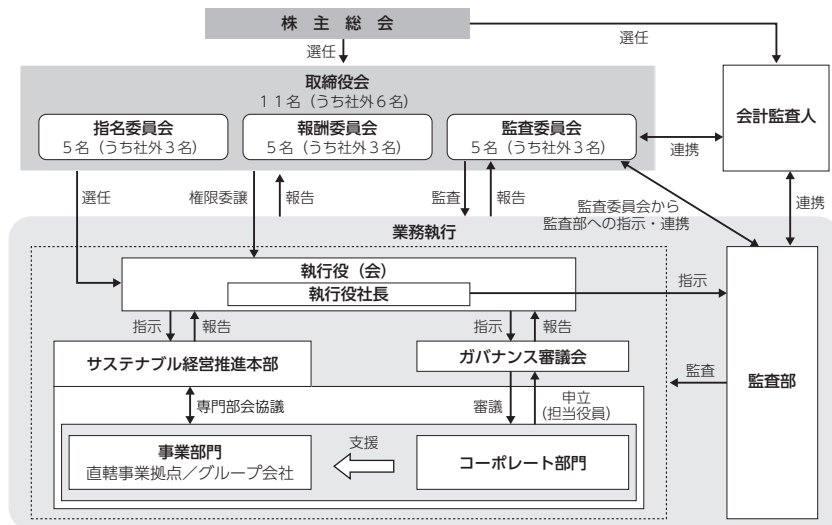 株主総会
選任
選任
取締役会
11名(うち社外6名)
指名委員会
5名(うち社外3名)
報酬委員会
5名(うち社外3名)
監査委員会
5名(うち社外3名)
会計監査人
連携
選任
権限委譲
報告
監査
報告
監査委員会から
監査部への指示・連携
連携
業務執行
執行役(会)
執行役社長
指示
指示
報告
指示
報告
サステナブル経営推進本部
ガバナンス審議会
監査
監査部
専門部会協議
審議
申立
(担当役員)
事業部門
直轄事業拠点/グループ会社
支援
コーポレート部門